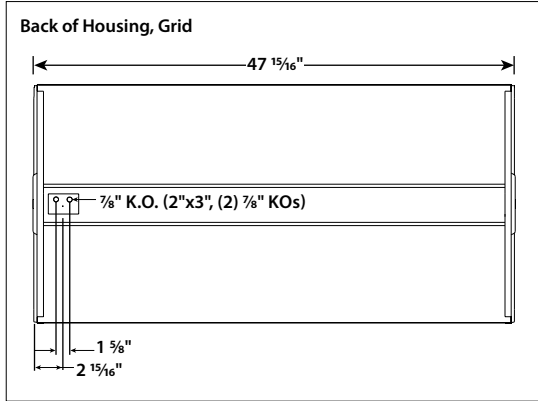 Back of Housing, Grid
47 15/16"
7/8" K.O. (2"x3", (2) 7/8" KOs)
1 5/8"
2 15/16"